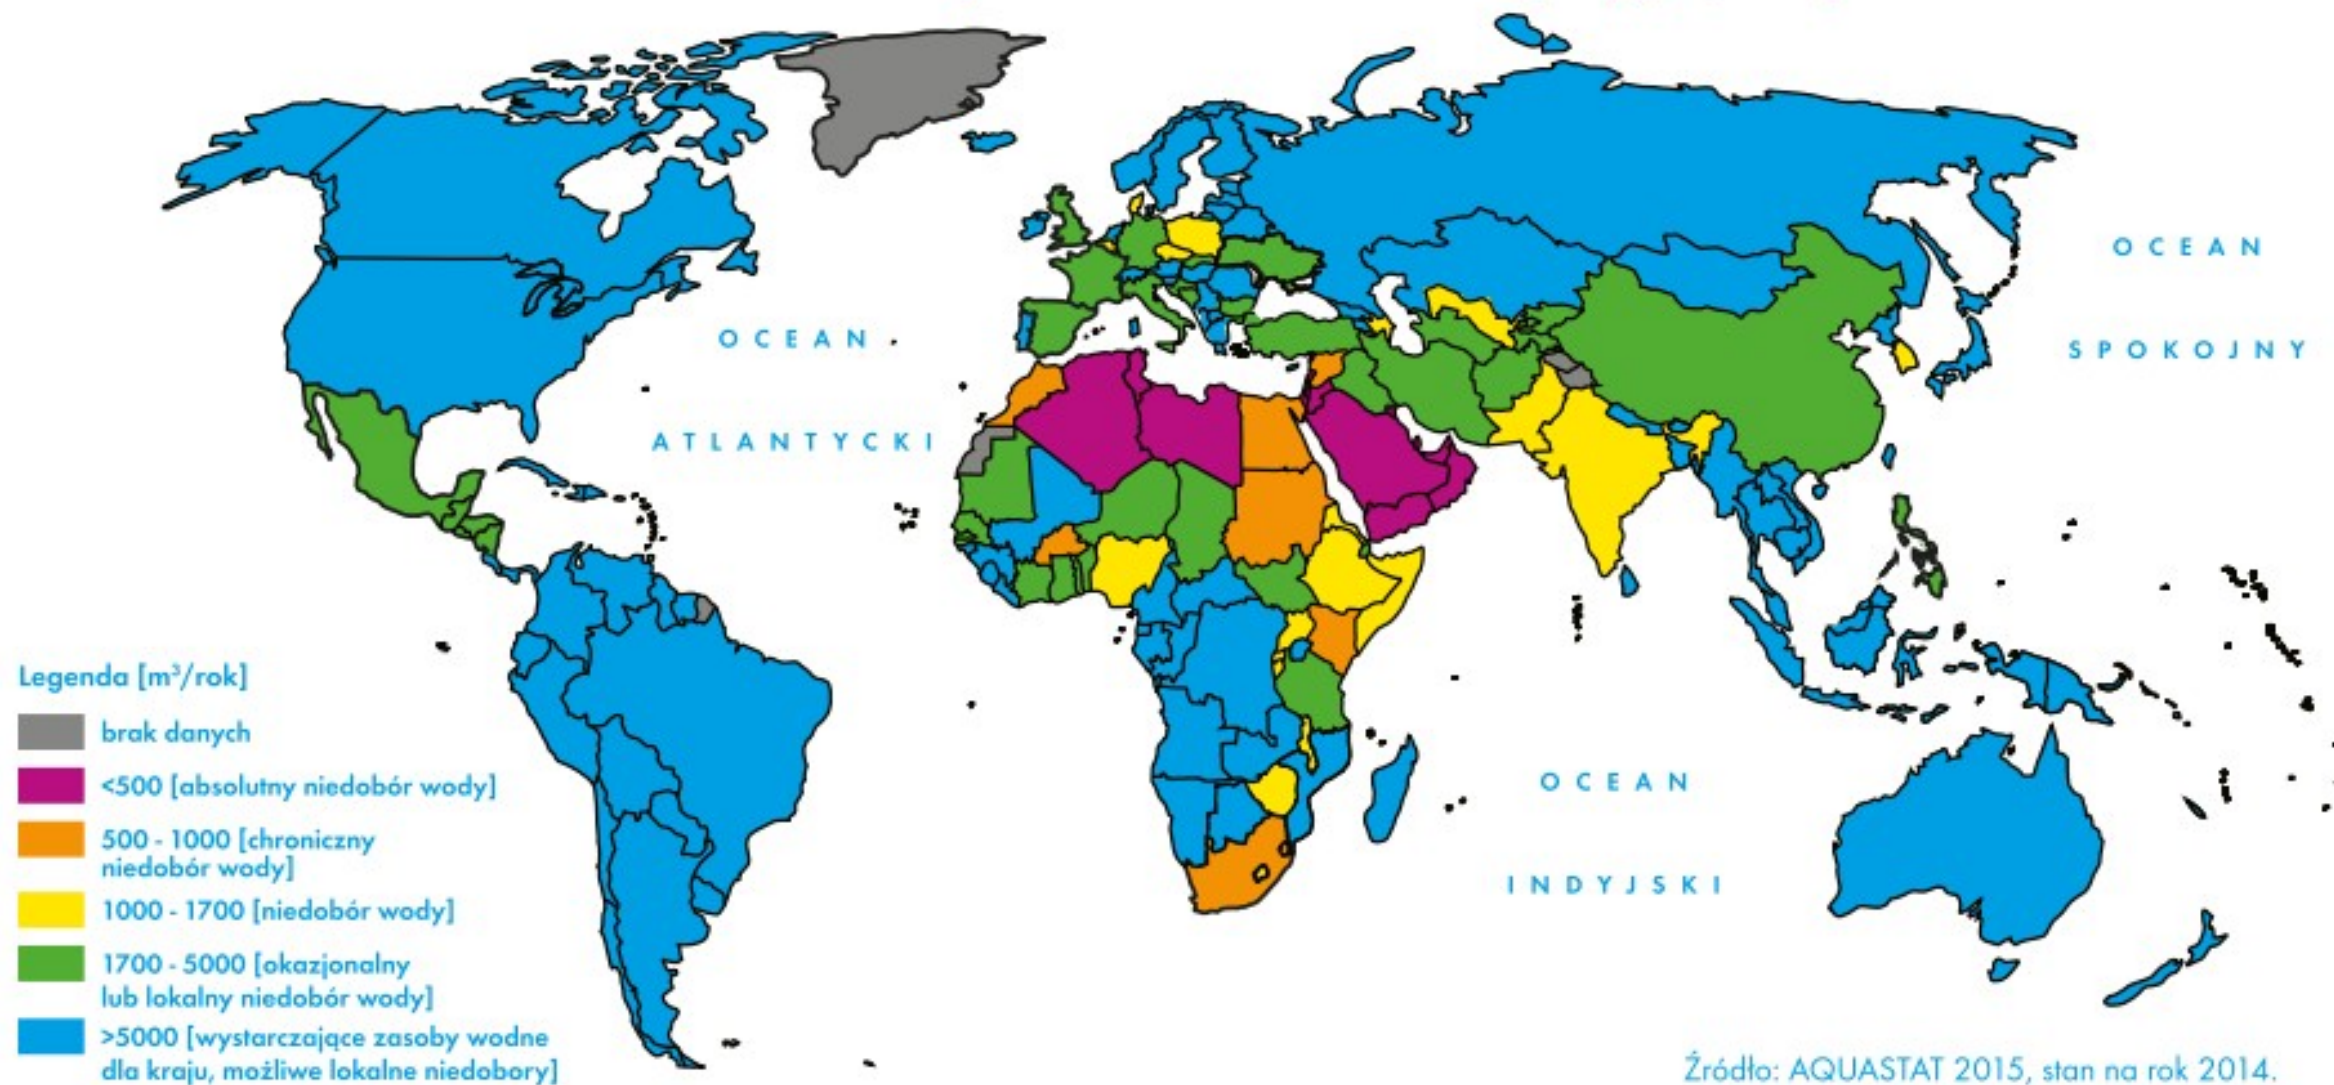 OCEAN
SPOKOJNY
OCEAN
ATLANTYCKI
OCEAN
INDYJSKI
Legenda [m³/rok]
brak danych
<500 [absolutny niedobór wody]
500 - 1000 [chroniczny
niedobór wody]
1000 - 1700 [niedobór wody]
1700 - 5000 [okazjonalny
lub lokalny niedobór wody]
>5000 [wystarczające zasoby wodne
dla kraju, możliwe lokalne niedobory]
Źródło: AQUASTAT 2015, stan na rok 2014.